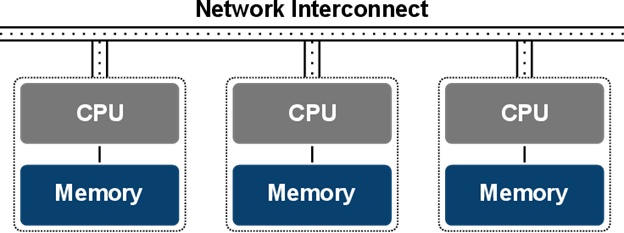 Network Interconnect
CPU
CPU
CPU
Memory
Memory
Memory